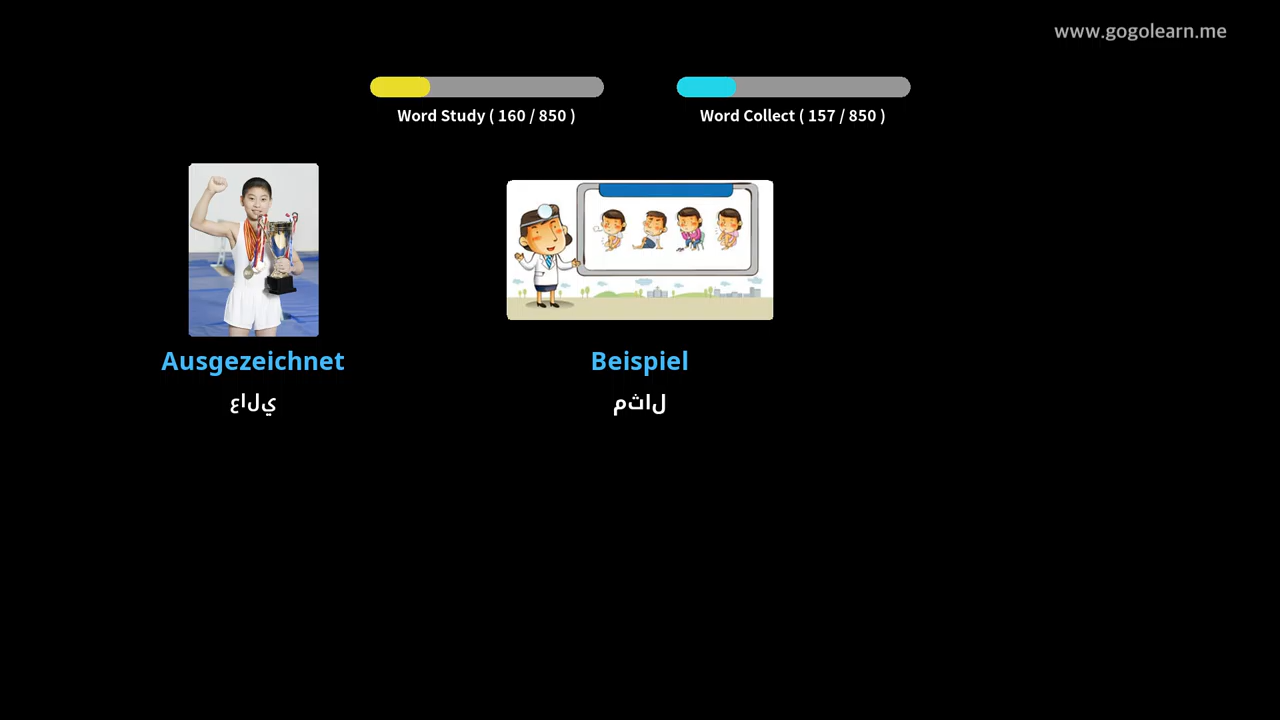 www.gogolearn.me
Word Study ( 160 / 850 )
Word Collect ( 157 / 850 )
Ausgezeichnet
عالي
Beispiel
مثال